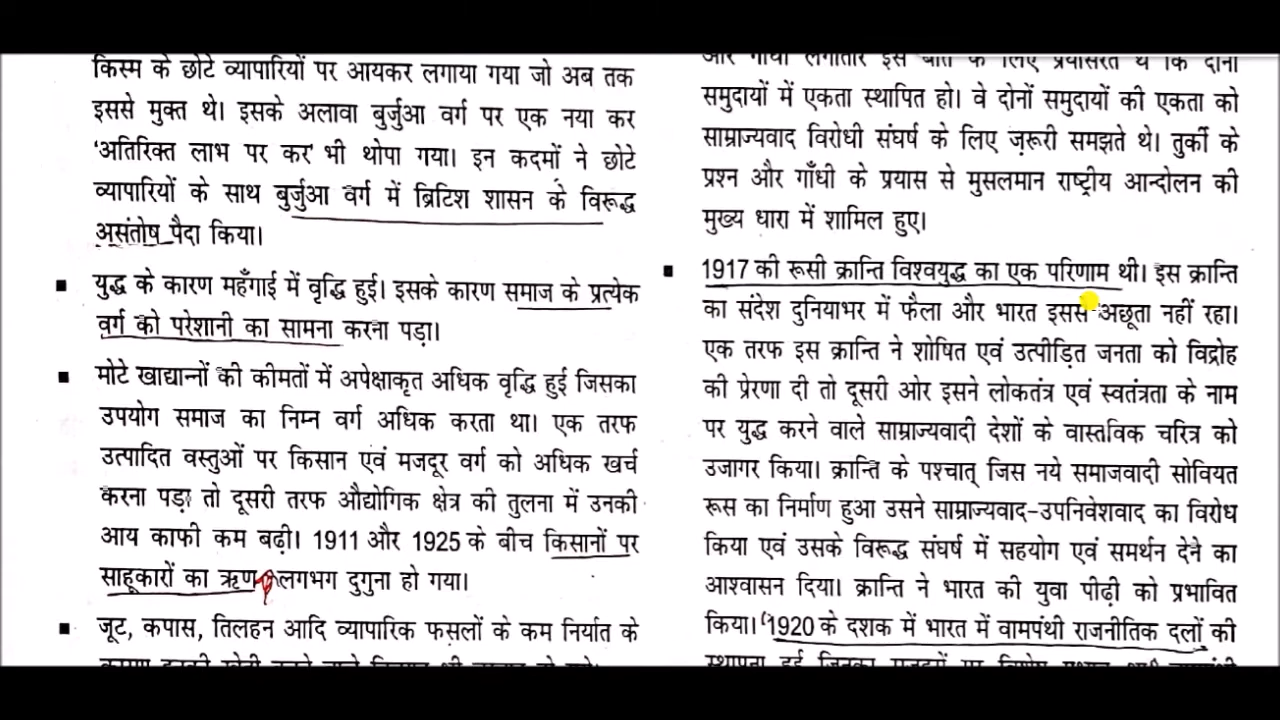 किस्म के छोटे व्यापारियों पर आयकर लगाया गया जो अब तक
इससे मुक्त थे। इसके अलावा बुर्जुआ वर्ग पर एक नया कर
'अतिरिक्त लाभ पर कर' भी थोपा गया। इन कदमों ने छोटे
व्यापारियों के साथ बुर्जुआ वर्ग में ब्रिटिश शासन के विरूद्ध
असंतोष पैदा किया।
■ युद्ध के कारण महँगाई में वृद्धि हुई। इसके कारण समाज के प्रत्येक
वर्ग को परेशानी का सामना करना पड़ा।
■ मोटे खाद्यान्नों की कीमतों में अपेक्षाकृत अधिक वृद्धि हुई जिसका
उपयोग समाज का निम्न वर्ग अधिक करता था। एक तरफ
उत्पादित वस्तुओं पर किसान एवं मजदूर वर्ग को अधिक खर्च
करना पड़ा तो दूसरी तरफ औद्योगिक क्षेत्र की तुलना में उनकी
आय काफी कम बढ़ी। 1911 और 1925 के बीच किसानों पर
साहूकारों का ऋण लगभग दुगुना हो गया।
■ जूट, कपास, तिलहन आदि व्यापारिक फसलों के कम निर्यात के
और गाँधी लगातार इस बात के लिए प्रयासरत थे कि दोनों
समुदायों में एकता स्थापित हो। वे दोनों समुदायों की एकता को
साम्राज्यवाद विरोधी संघर्ष के लिए ज़रूरी समझते थे। तुर्की के
प्रश्न और गाँधी के प्रयास से मुसलमान राष्ट्रीय आन्दोलन की
मुख्य धारा में शामिल हुए।
■ 1917 की रूसी क्रान्ति विश्वयुद्ध का एक परिणाम थी। इस क्रान्ति
का संदेश दुनियाभर में फैला और भारत इससे अछूता नहीं रहा।
एक तरफ इस क्रान्ति ने शोषित एवं उत्पीड़ित जनता को विद्रोह
की प्रेरणा दी तो दूसरी ओर इसने लोकतंत्र एवं स्वतंत्रता के नाम
पर युद्ध करने वाले साम्राज्यवादी देशों के वास्तविक चरित्र को
उजागर किया। क्रान्ति के पश्चात् जिस नये समाजवादी सोवियत
रूस का निर्माण हुआ उसने साम्राज्यवाद-उपनिवेशवाद का विरोध
किया एवं उसके विरूद्ध संघर्ष में सहयोग एवं समर्थन देने का
आश्वासन दिया। क्रान्ति ने भारत की युवा पीढ़ी को प्रभावित
किया। (1920 के दशक में भारत में वामपंथी राजनीतिक दलों की